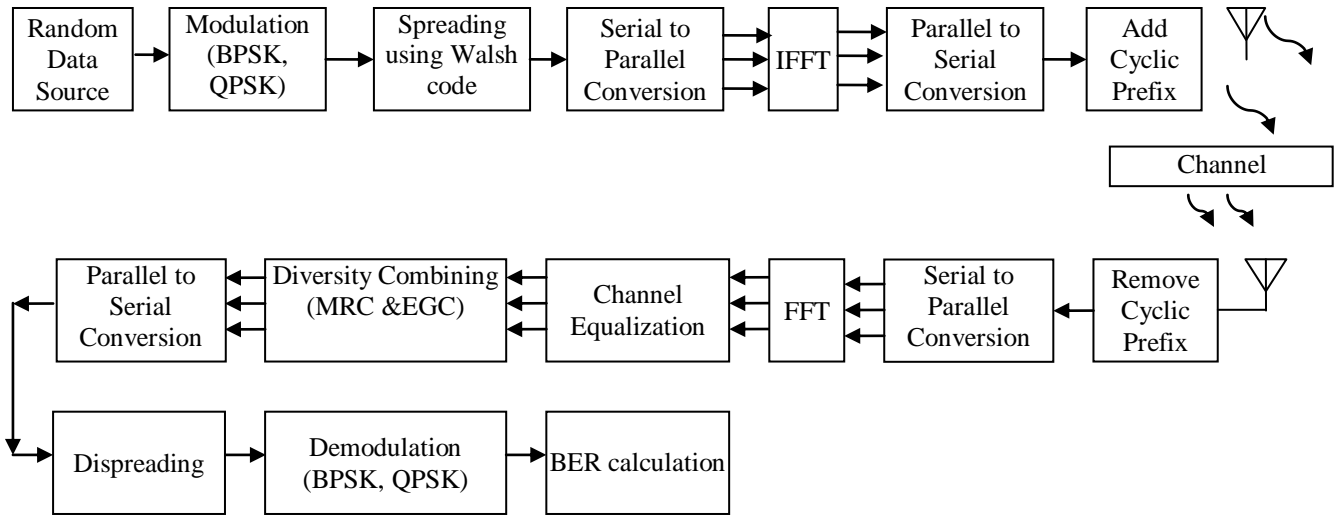 Random
Data
Source
Modulation
(BPSK,
QPSK)
Spreading
using Walsh
code
Serial to
Parallel
Conversion
IFFT
Parallel to
Serial
Conversion
Add
Cyclic
Prefix
Channel
Parallel to
Serial
Conversion
Diversity Combining
(MRC &EGC)
Channel
Equalization
FFT
Serial to
Parallel
Conversion
Remove
Cyclic
Prefix
Dispreading
Demodulation
(BPSK, QPSK)
BER calculation